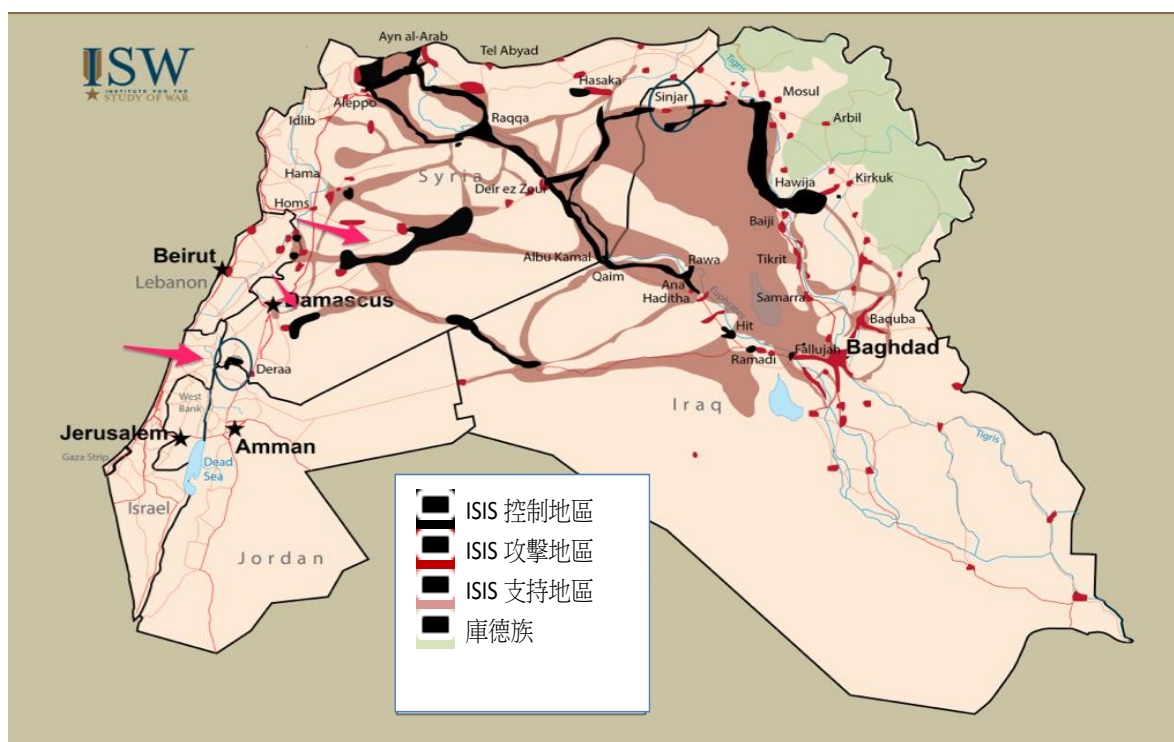 ISW
INSTITUTE FOR THE
STUDY OF WAR
Ayn al-Arab
Tel Abyad
Hasaka
Tigris
Sinjar
Mosul
Aleppo
Idlib
Raqqa
Arbil
Hama
Syria
Deir ez Zour
Hawija
Kirkuk
Homs
Baiji
Beirut
Lebanon
Albu Kamal
Qaim
Rawa
Ana
Haditha
Tikrit
Euphrates
Samarra
Damascus
Hit
Baquba
Ramadi
Fallujah
Baghdad
Deraa
West
Bank
Iraq
Jerusalem
Amman
Gaza Strip
Dead
Sea
Tigris
Israel
Jordan
ISIS 控制地區
ISIS 攻擊地區
ISIS 支持地區
庫德族